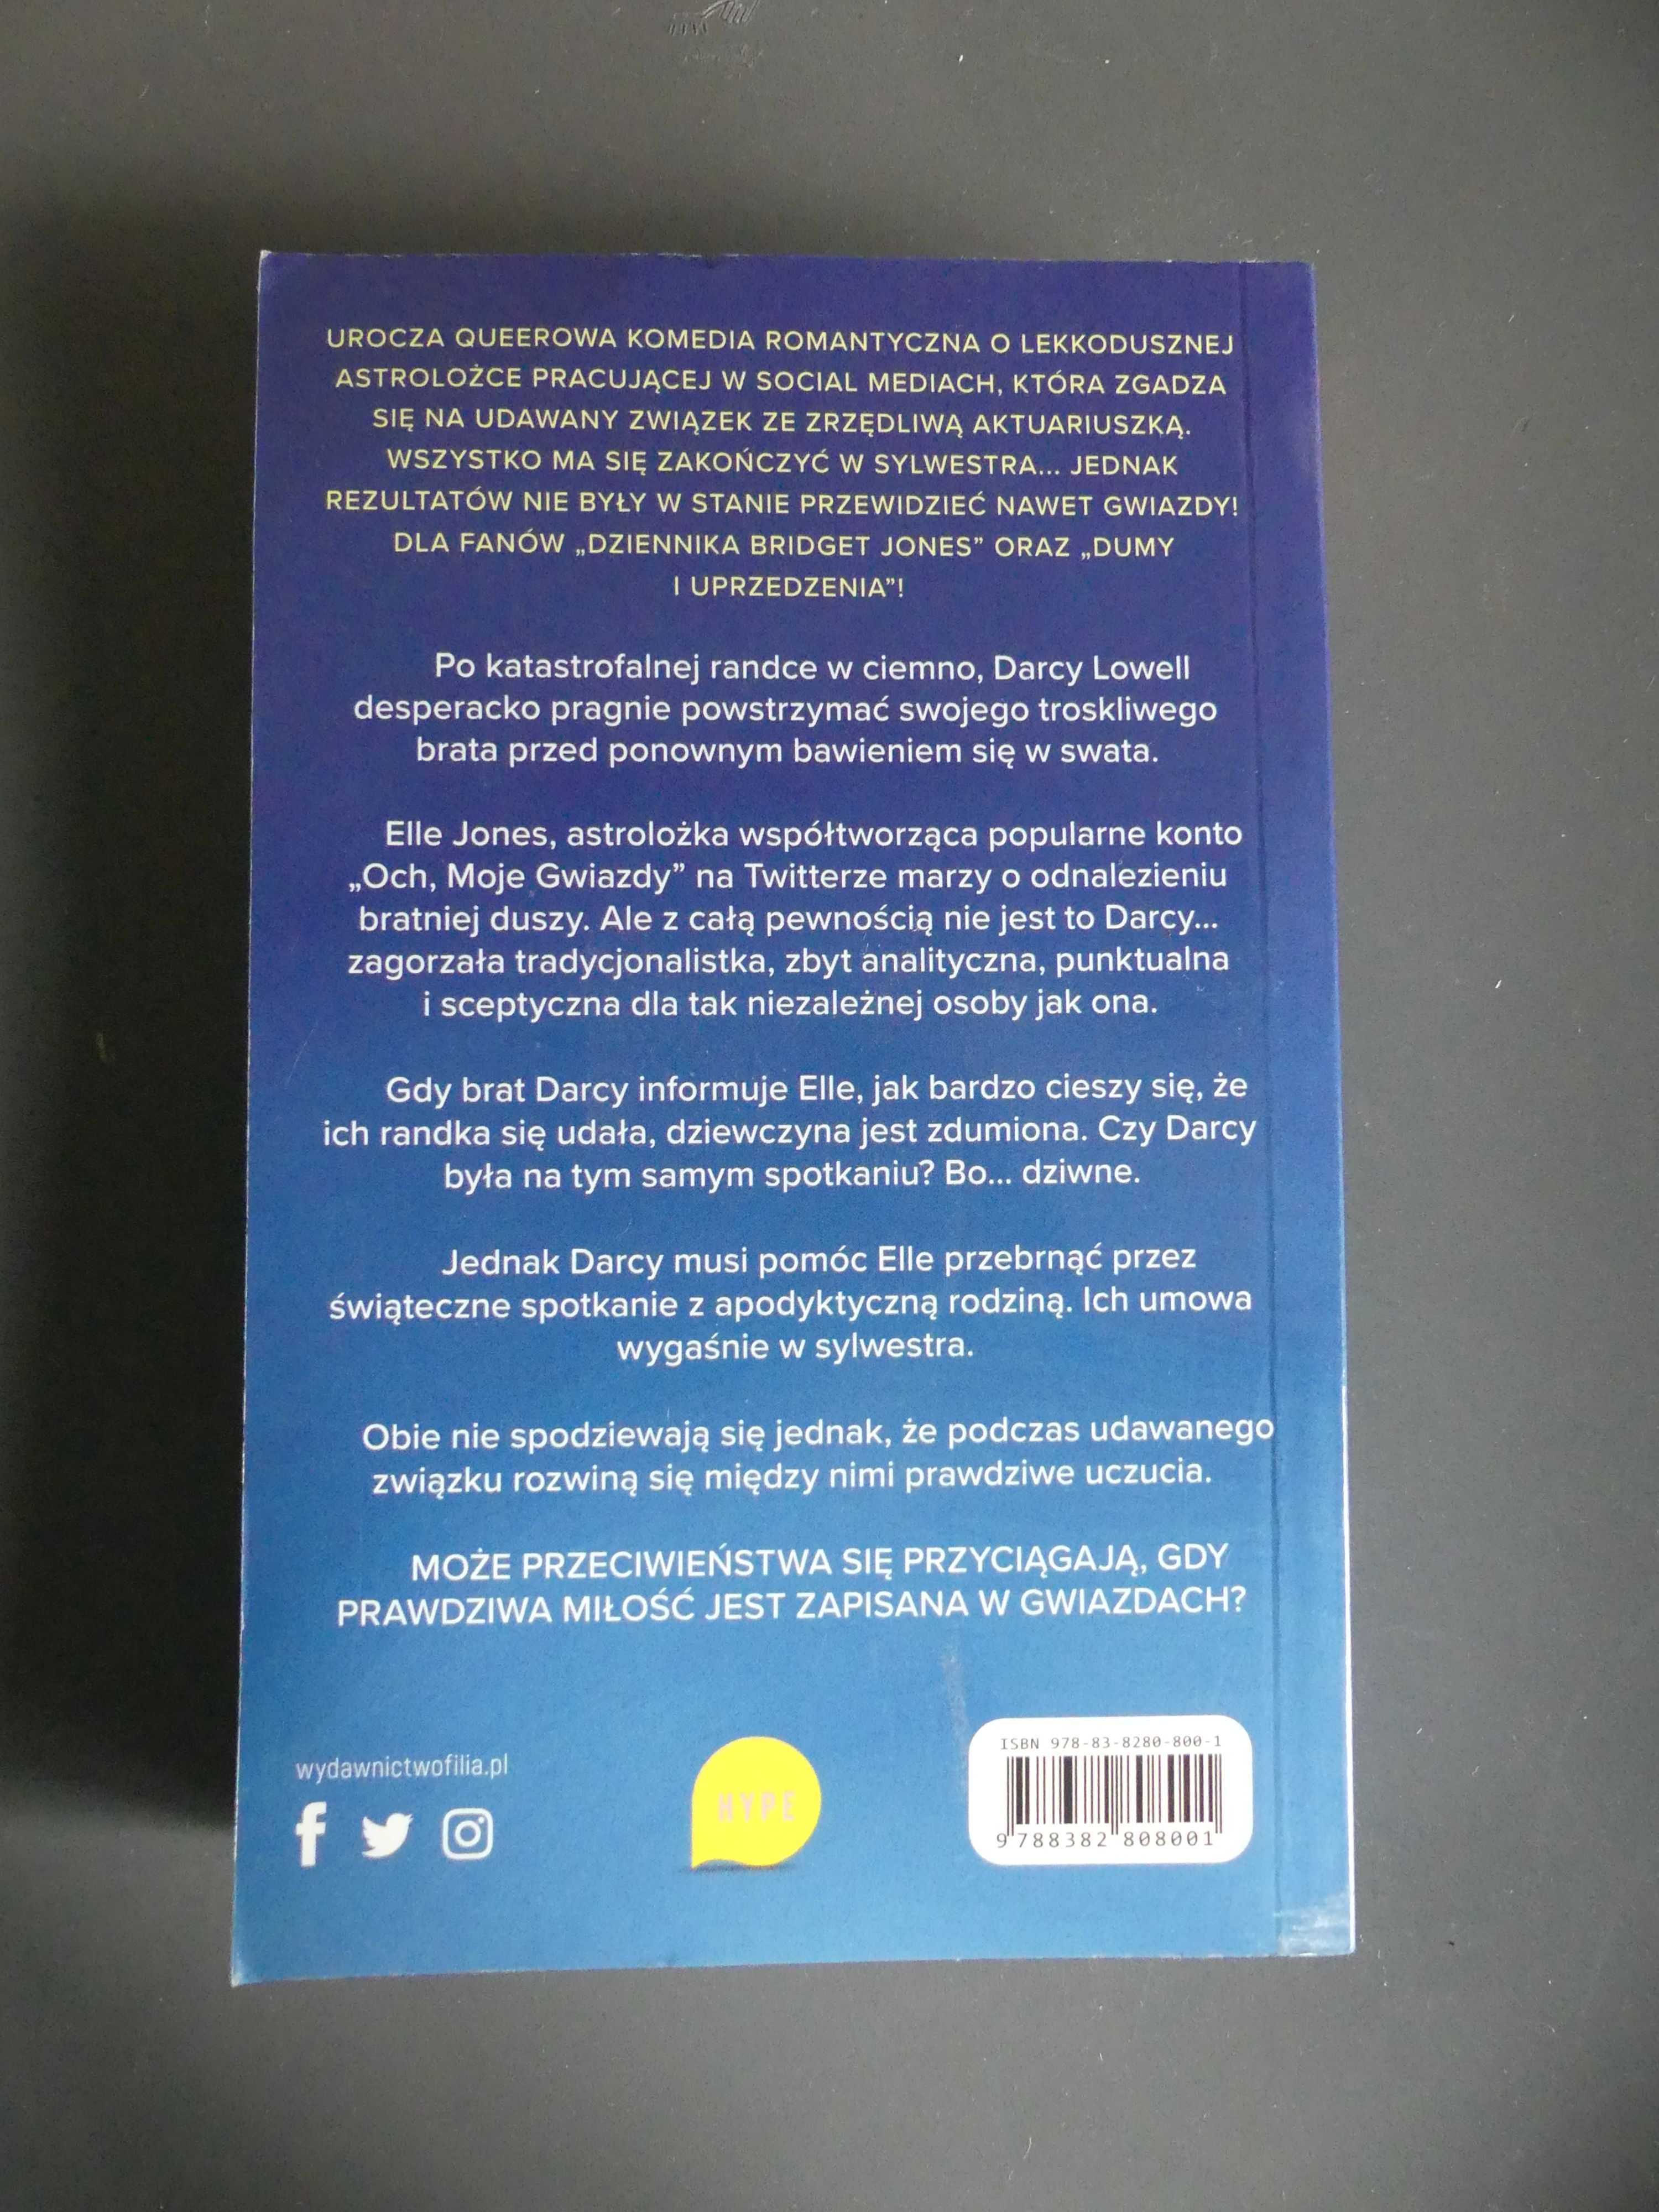 UROCZA QUEEROWA KOMEDIA ROMANTYCZNA O LEKKODUSZNEJ
ASTROLOŻCE PRACUJĄCEJ W SOCIAL MEDIACH, KTÓRA ZGADZA
SIĘ NA UDAWANY ZWIĄZEK ZE ZRZĘDLIWĄ AKTUARIUSZKĄ.
WSZYSTKO MA SIĘ ZAKOŃCZYĆ W SYLWESTRA... JEDNAK
REZULTATÓW NIE BYŁY W STANIE PRZEWIDZIEĆ NAWET GWIAZDY!
DLA FANÓW „DZIENNIKA BRIDGET JONES” ORAZ „DUMY
I UPRZEDZENIA”!
Po katastrofalnej randce w ciemno, Darcy Lowell
desperacko pragnie powstrzymać swojego troskliwego
brata przed ponownym bawieniem się w swata.
Elle Jones, astrolożka współtworząca popularne konto
„Och, Moje Gwiazdy” na Twitterze marzy o odnalezieniu
bratniej duszy. Ale z całą pewnością nie jest to Darcy...
zagorzała tradycjonalistka, zbyt analityczna, punktualna
i sceptyczna dla tak niezależnej osoby jak ona.
Gdy brat Darcy informuje Elle, jak bardzo cieszy się, że
ich randka się udała, dziewczyna jest zdumiona. Czy Darcy
była na tym samym spotkaniu? Bo... dziwne.
Jednak Darcy musi pomóc Elle przebrnąć przez
świąteczne spotkanie z apodyktyczną rodziną. Ich umowa
wygaśnie w sylwestra.
Obie nie spodziewają się jednak, że podczas udawanego
związku rozwiną się między nimi prawdziwe uczucia.
MOŻE PRZECIWIEŃSTWA SIĘ PRZYCIĄGAJĄ, GDY
PRAWDZIWA MIŁOŚĆ JEST ZAPISANA W GWIAZDACH?
wydawnictwofilia.pl
HYPE
ISBN 978-83-8280-800-1
9 788382 808001